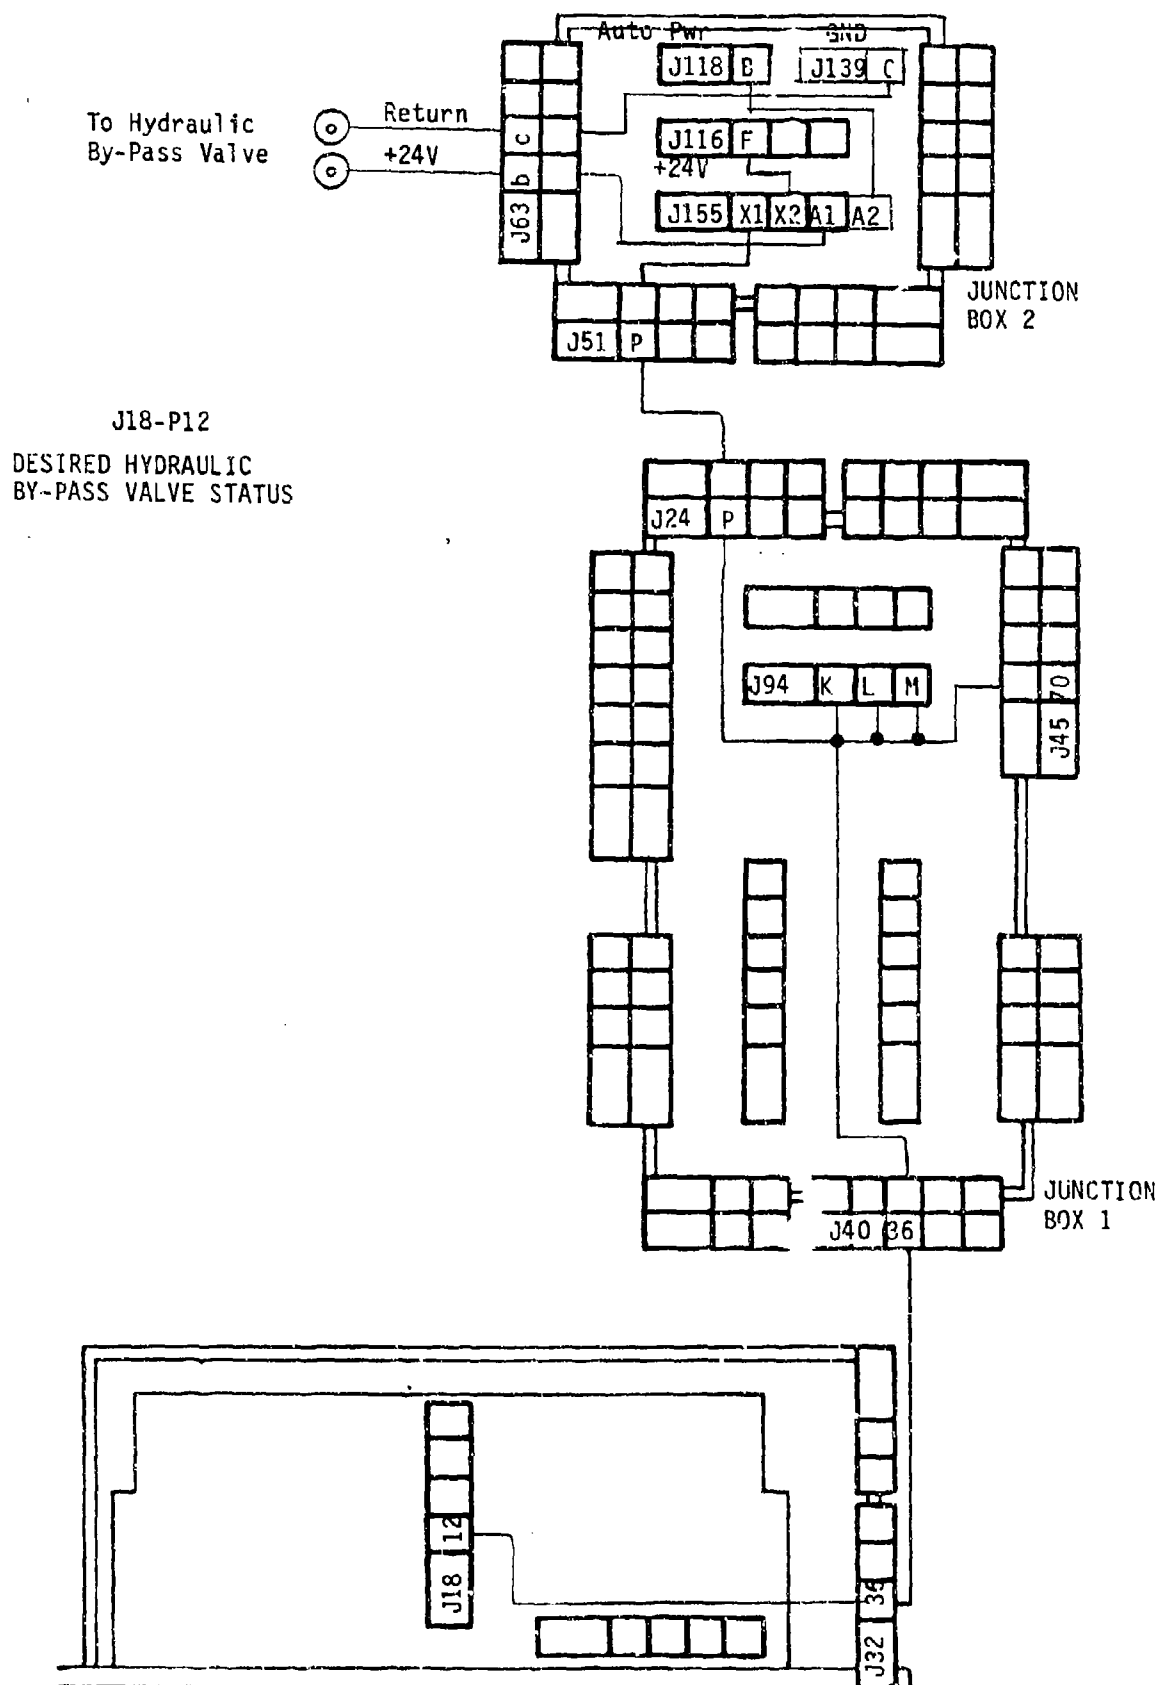 Auto Pwr
GND
J118 B
J139 C
To Hydraulic
By-Pass Valve
Return
+24V
c
b
J63
J116 F
+24V
J155 X1 X2 A1 A2
JUNCTION
BOX 2
J51 P
J18-P12
DESIRED HYDRAULIC
BY-PASS VALVE STATUS
J24 P
J94 K L M
70
J45
JUNCTION
BOX 1
J40 36
12
J18
J32